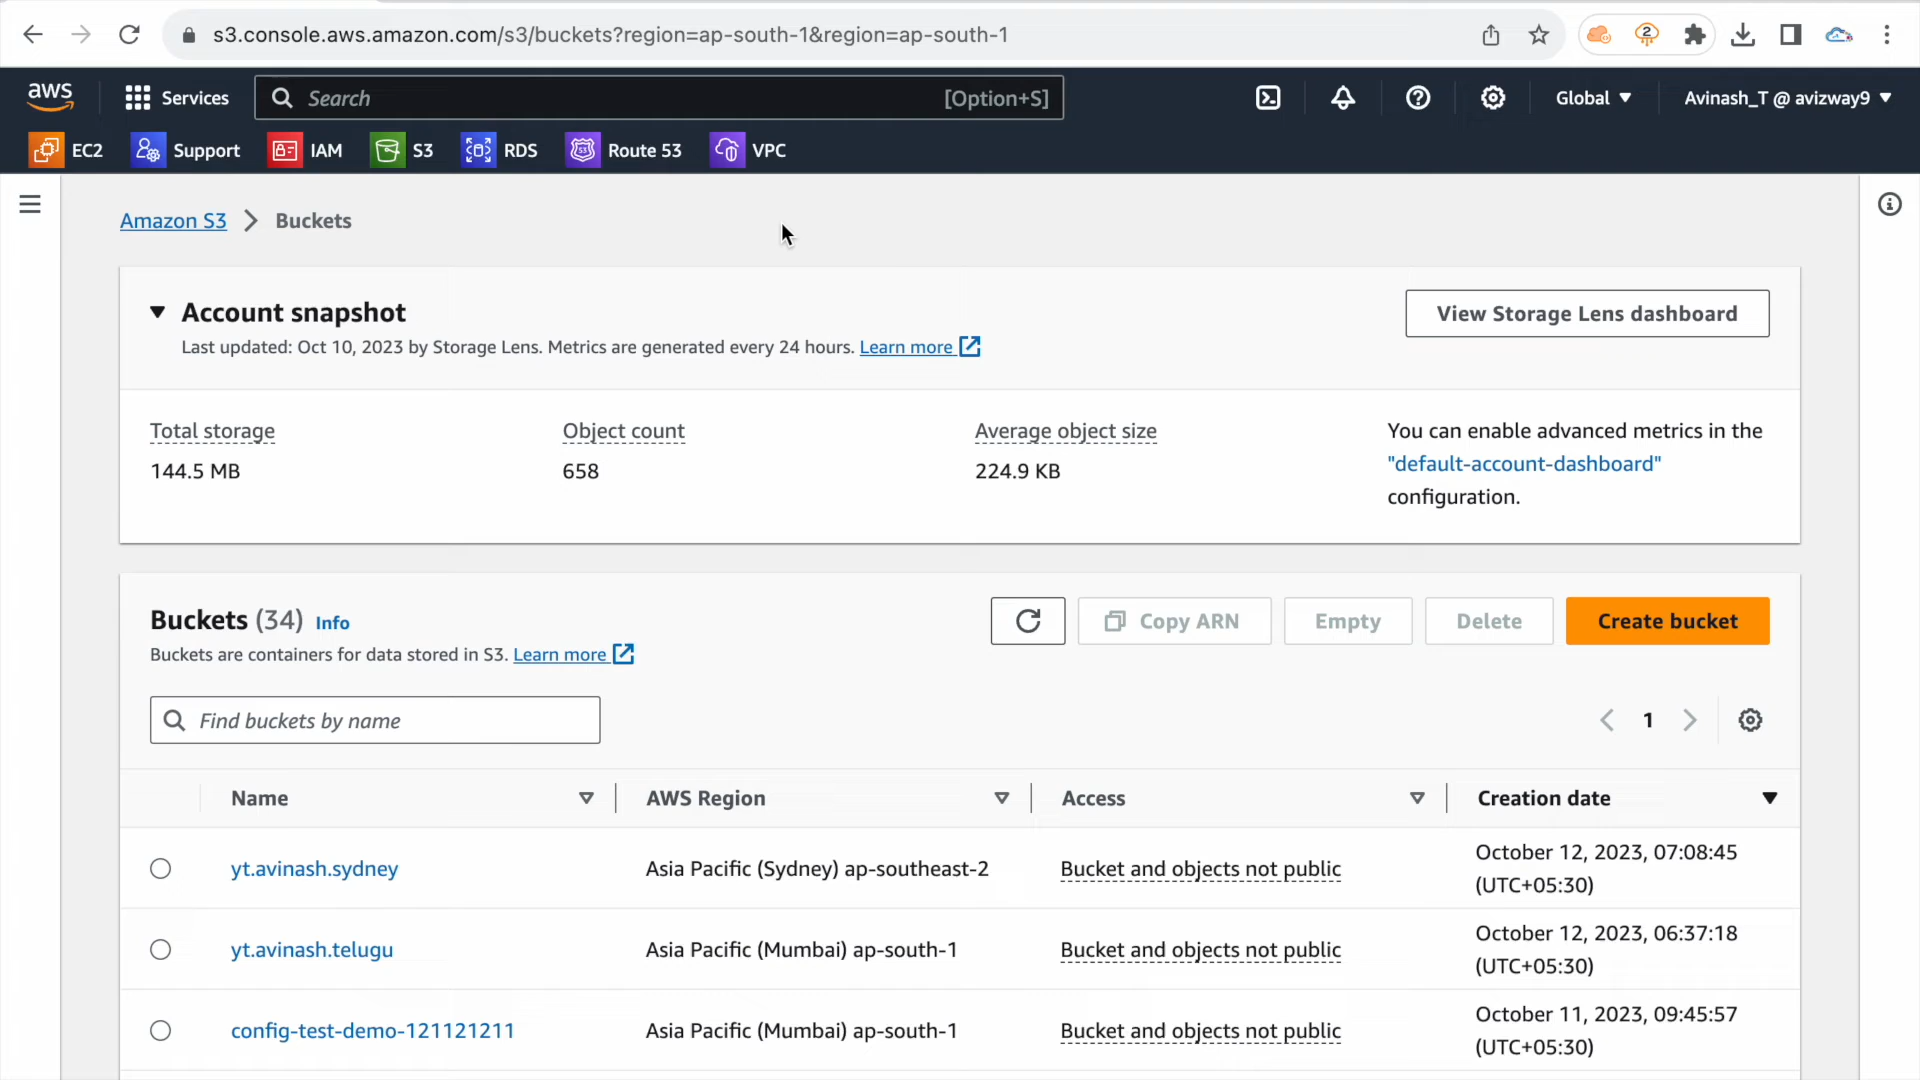 s3.console.aws.amazon.com/s3/buckets?region=ap-south-1&region=ap-south-1
2
aws
Services
Search
[Option+S]
Global
Avinash_T @ avizway9
EC2
Support
IAM
S3
RDS
Route 53
VPC
Amazon S3
Buckets
Account snapshot
View Storage Lens dashboard
Last updated: Oct 10, 2023 by Storage Lens. Metrics are generated every 24 hours. Learn more
Total storage
Object count
Average object size
You can enable advanced metrics in the
144.5 MB
658
224.9 KB
"default-account-dashboard"
configuration.
Buckets (34) Info
Copy ARN
Empty
Delete
Create bucket
Buckets are containers for data stored in S3. Learn more
Find buckets by name
1
Name
AWS Region
Access
Creation date
yt.avinash.sydney
Asia Pacific (Sydney) ap-southeast-2
Bucket and objects not public
October 12, 2023, 07:08:45
(UTC+05:30)
yt.avinash.telugu
Asia Pacific (Mumbai) ap-south-1
Bucket and objects not public
October 12, 2023, 06:37:18
(UTC+05:30)
config-test-demo-121121211
Asia Pacific (Mumbai) ap-south-1
Bucket and objects not public
October 11, 2023, 09:45:57
(UTC+05:30)